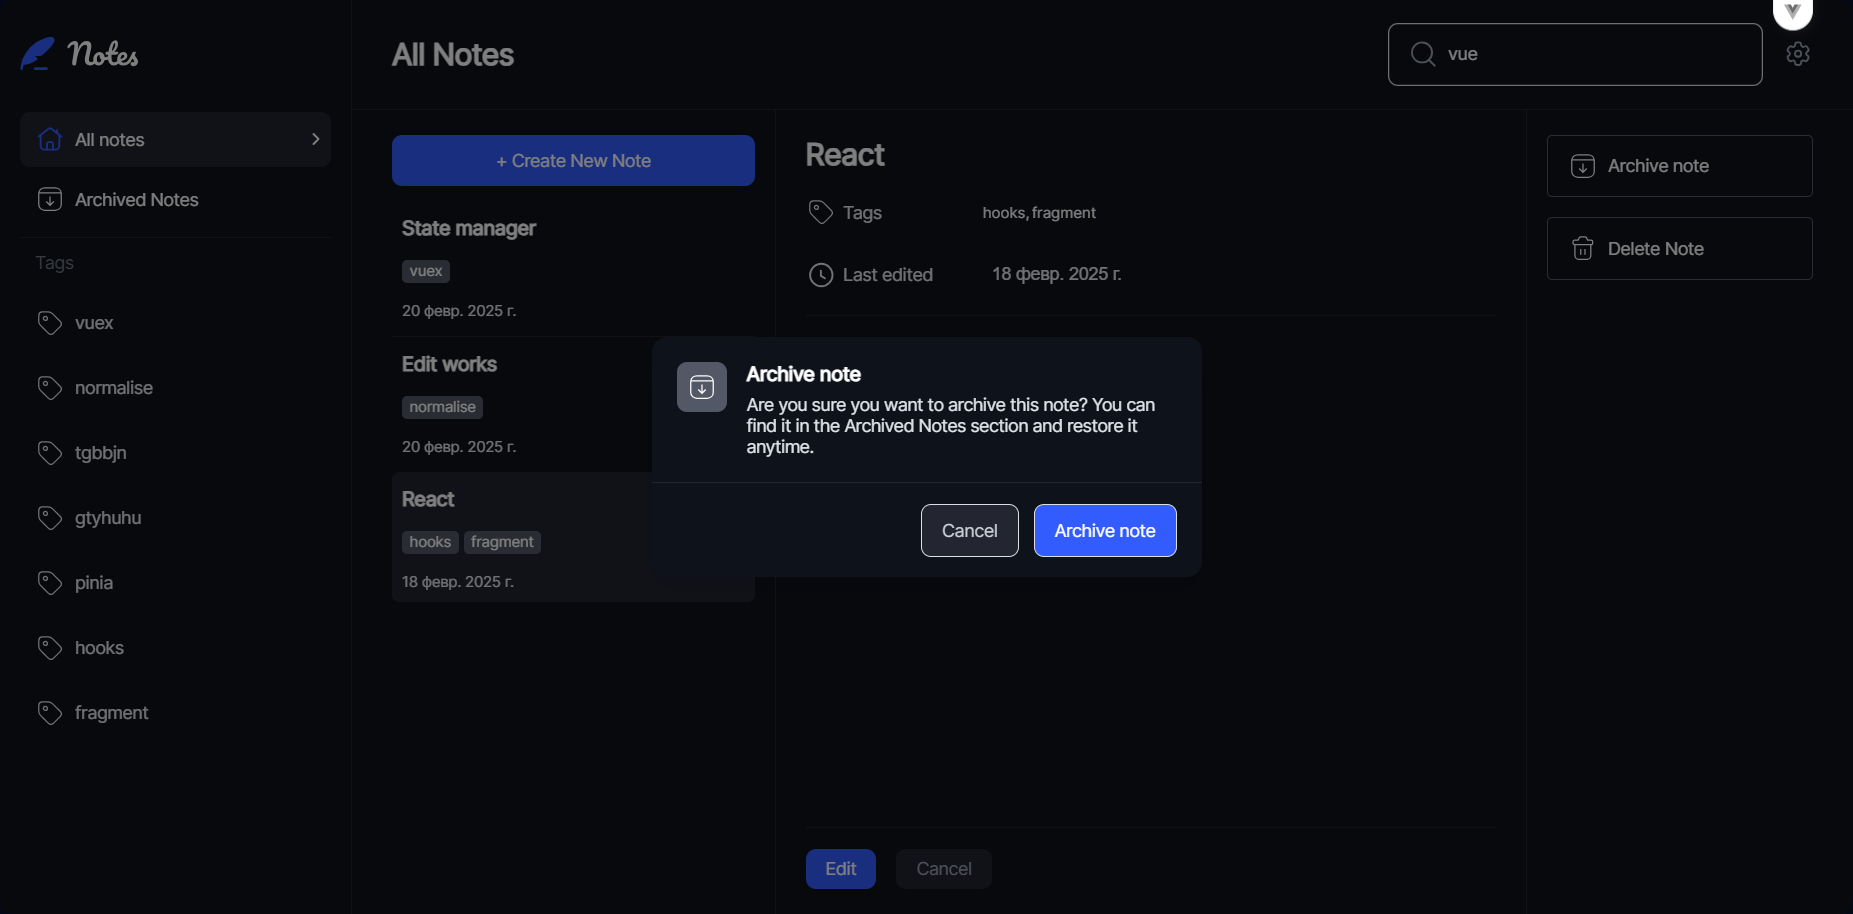 Notes
All notes
Archived Notes
Tags
vuex
normalise
tgbbjn
gtyhuhu
pinia
hooks
fragment
All Notes
vue
+ Create New Note
State manager
vuex
20 февр. 2025 г.
Edit works
normalise
20 февр. 2025 г.
React
hooks fragment
18 февр. 2025 г.
React
Tags hooks, fragment
Last edited 18 февр. 2025 г.
Archive note
Are you sure you want to archive this note? You can
find it in the Archived Notes section and restore it
anytime.
Cancel Archive note
Edit Cancel
Archive note
Delete Note